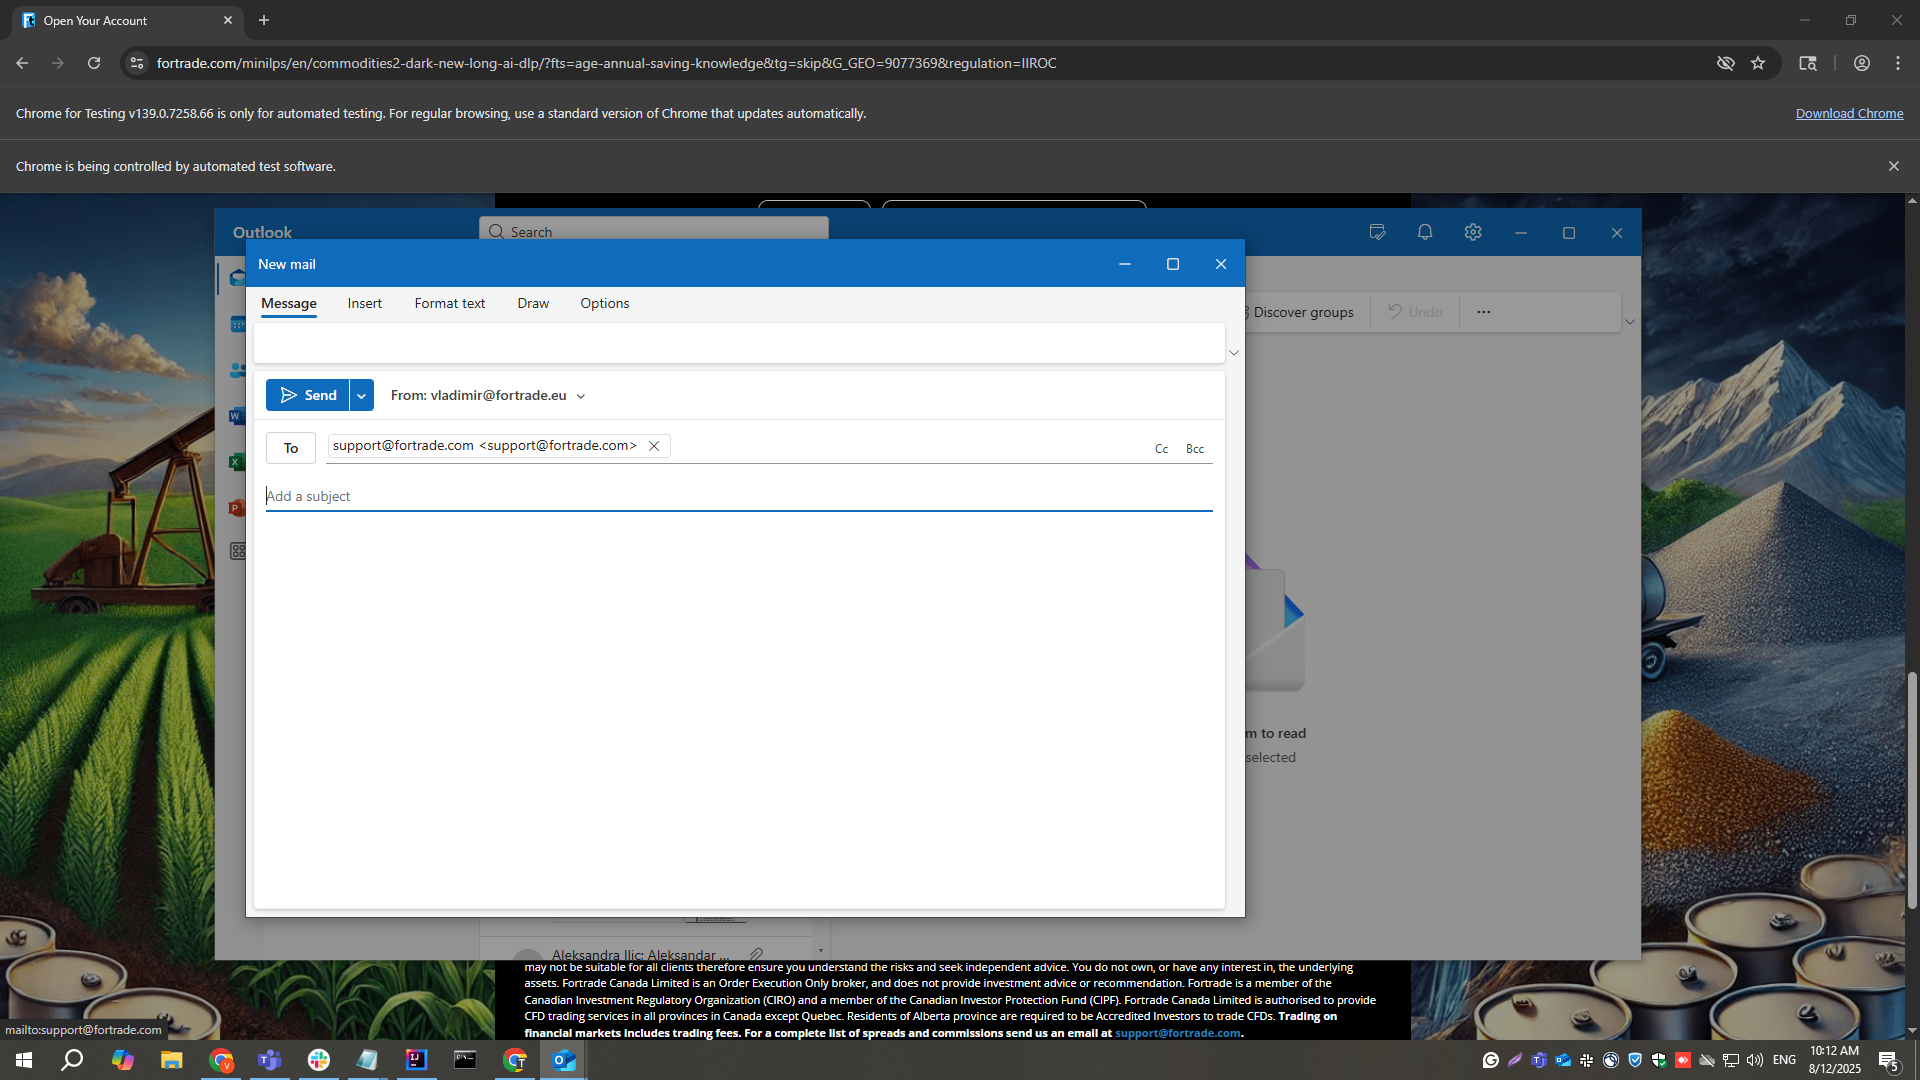 Open Your Account
fortrade.com/minilps/en/commodities2-dark-new-long-ai-dlp/?fts=age-annual-saving-knowledge&tg=skip&G_GEO=9077369&regulation=IIROC
Chrome for Testing v139.0.7258.66 is only for automated testing. For regular browsing, use a standard version of Chrome that updates automatically.
Download Chrome
Chrome is being controlled by automated test software.
Outlook
Search
New mail
Message Insert Format text Draw Options
Discover groups
Undo
Send
From: vladimir@fortrade.eu
To
support@fortrade.com <support@fortrade.com>
Cc Bcc
Add a subject
m to read
selected
Aleksandra Ilic; Aleksandar ...
may not be suitable for all clients therefore ensure you understand the risks and seek independent advice. You do not own, or have any interest in, the underlying
assets. Fortrade Canada Limited is an Order Execution Only broker, and does not provide investment advice or recommendation. Fortrade is a member of the
Canadian Investment Regulatory Organization (CIRO) and a member of the Canadian Investor Protection Fund (CIPF). Fortrade Canada Limited is authorised to provide
CFD trading services in all provinces in Canada except Quebec. Residents of Alberta province are required to be Accredited Investors to trade CFDs. Trading on
financial markets includes trading fees. For a complete list of spreads and commissions send us an email at support@fortrade.com.
mailto:support@fortrade.com
ENG
10:12 AM
8/12/2025
5